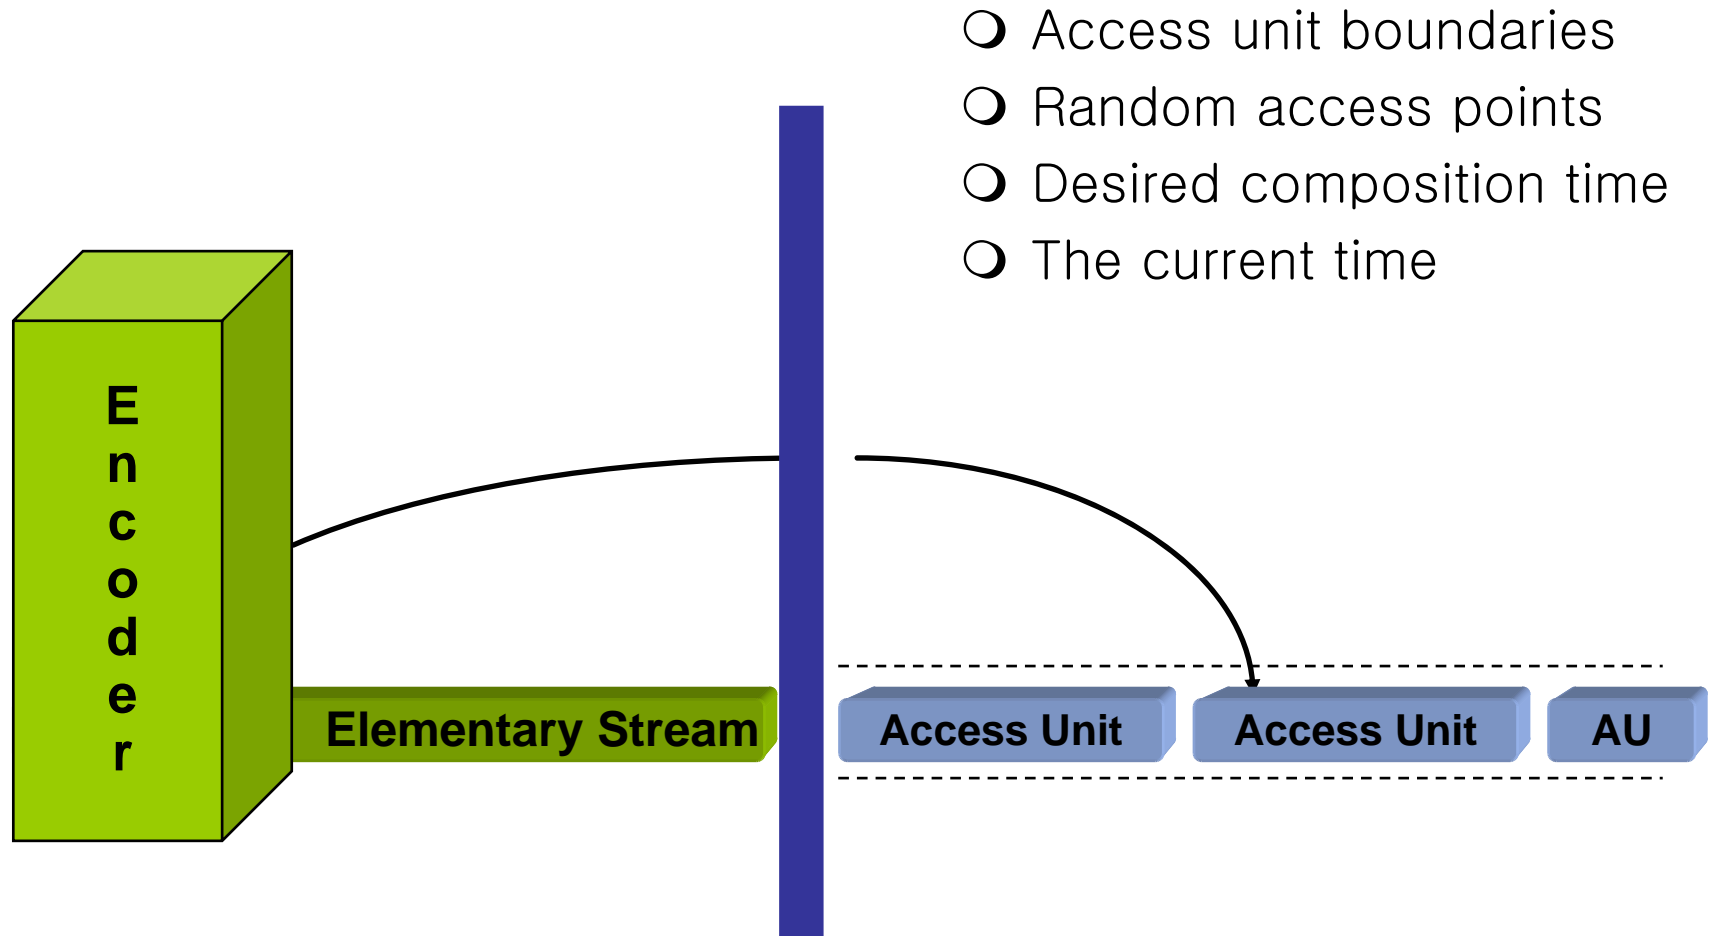 ❍ Access unit boundaries
❍ Random access points
❍ Desired composition time
❍ The current time
Encoder
Elementary Stream
Access Unit
Access Unit
AU